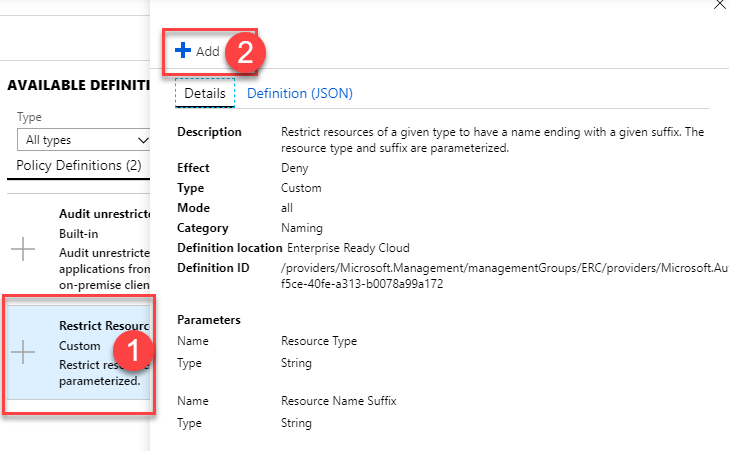 + Add
2
Details Definition (JSON)
AVAILABLE DEFINITI
Type
All types
Policy Definitions (2)
Audit unrestricte
Built-in
Audit unrestricte
applications from
on-premise clien
Restrict Resourc
Custom
1
Restrict
parameterized.
Description Restrict resources of a given type to have a name ending with a given suffix. The
resource type and suffix are parameterized.
Effect Deny
Type Custom
Mode all
Category Naming
Definition location Enterprise Ready Cloud
Definition ID /providers/Microsoft.Management/managementGroups/ERC/providers/Microsoft.Au
f5ce-40fe-a313-b0078a99a172
Parameters
Name Resource Type
Type String
Name Resource Name Suffix
Type String